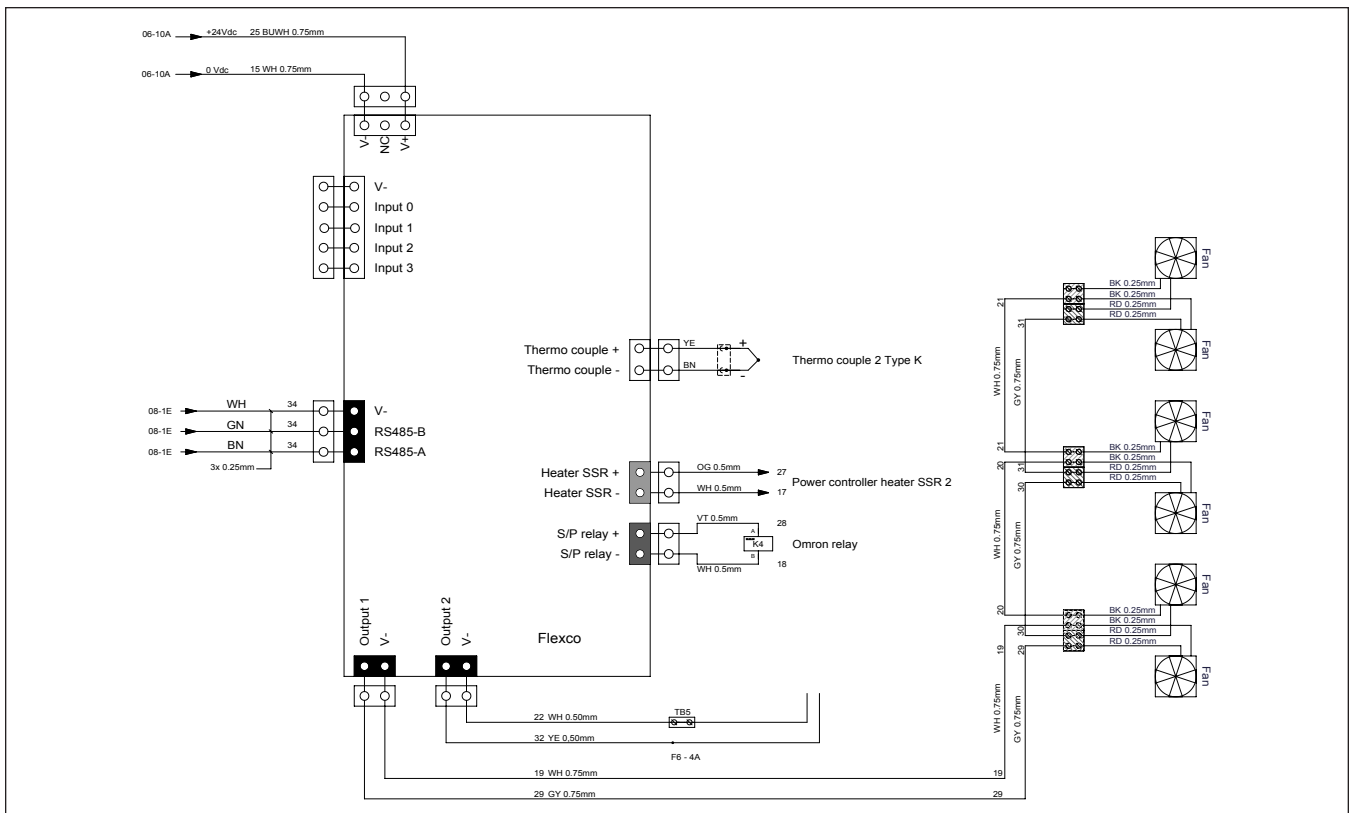 06-10A +24Vdc 25 BUWH 0.75mm
06-10A 0 Vdc 15 WH 0.75mm
V-
NC
V+
V-
Input 0
Input 1
Input 2
Input 3
Thermo couple +
Thermo couple -
YE
BN
+
-
Thermo couple 2 Type K
08-1E WH 34
08-1E GN 34
08-1E BN 34
3x 0.25mm
V-
RS485-B
RS485-A
Heater SSR +
Heater SSR -
OG 0.5mm 27
WH 0.5mm 17
Power controller heater SSR 2
S/P relay +
S/P relay -
VT 0.5mm 28
A
K4
B
WH 0.5mm 18
Omron relay
Output 1
V-
Output 2
V-
Flexco
22 WH 0.50mm
TB5
32 YE 0,50mm
F6 - 4A
19 WH 0.75mm 19
29 GY 0.75mm 29
Fan
BK 0.25mm
BK 0.25mm
RD 0.25mm
RD 0.25mm
Fan
21
31
WH 0.75mm
GY 0.75mm
Fan
21
20
31
30
BK 0.25mm
BK 0.25mm
RD 0.25mm
RD 0.25mm
Fan
WH 0.75mm
GY 0.75mm
Fan
20
19
30
29
BK 0.25mm
BK 0.25mm
RD 0.25mm
RD 0.25mm
Fan
WH 0.75mm
GY 0.75mm